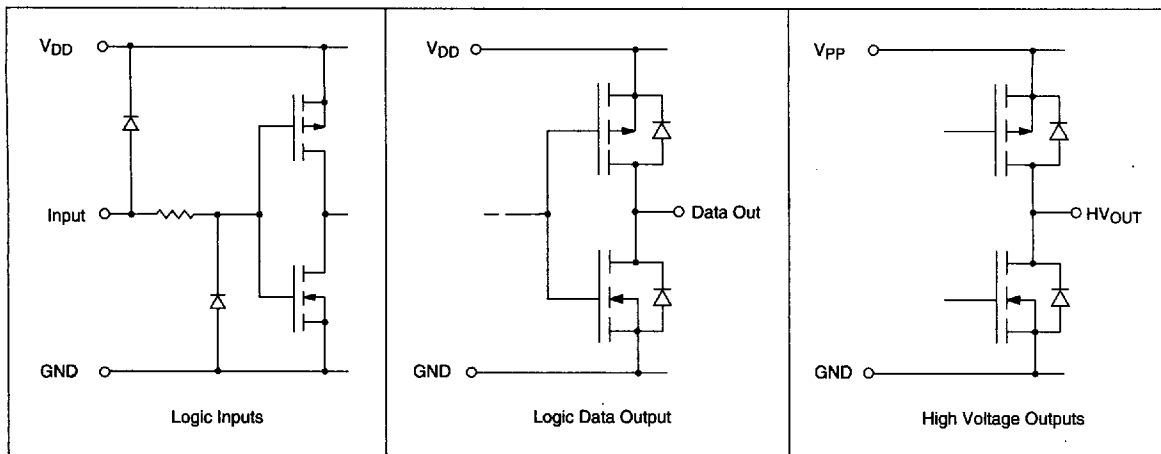 VDD
Input
GND
Logic Inputs
VDD
Data Out
GND
Logic Data Output
VPP
HVOUT
GND
High Voltage Outputs